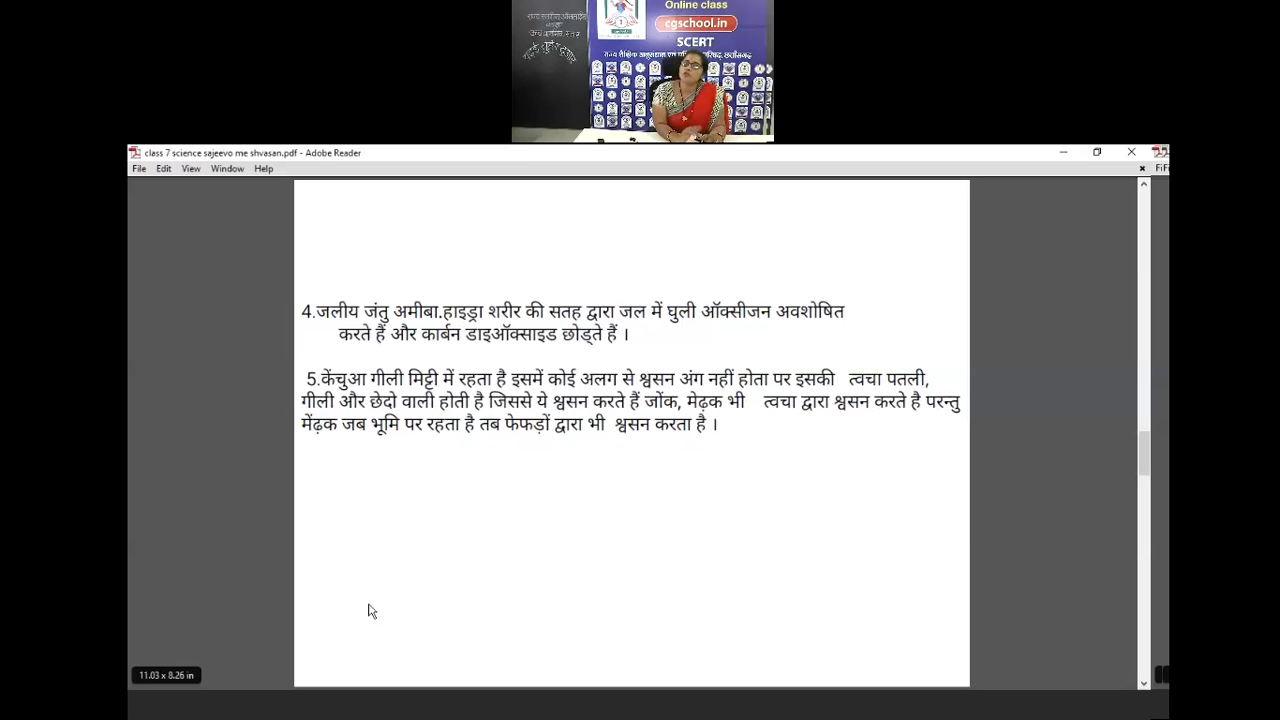 Online class
cgschool.in
SCERT
class 7 science sajeevo me shvasan.pdf - Adobe Reader
File Edit View Window Help
4.जलीय जंतु अमीबा.हाइड्रा शरीर की सतह द्वारा जल में घुली ऑक्सीजन अवशोषित
करते हैं और कार्बन डाइऑक्साइड छोड़्ते हैं ।
5.केंचुआ गीली मिट्टी में रहता है इसमें कोई अलग से श्वसन अंग नहीं होता पर इसकी त्वचा पतली,
गीली और छेदो वाली होती है जिससे ये श्वसन करते हैं जोंक, मेढ़क भी त्वचा द्वारा श्वसन करते है परन्तु
मेंढ़क जब भूमि पर रहता है तब फेफड़ों द्वारा भी श्वसन करता है ।
11.03 x 8.26 in